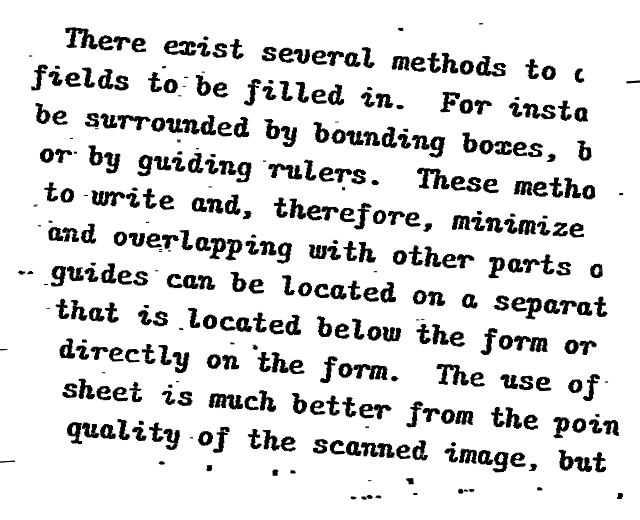 There exist several methods to
fields to be filled in. For insta
be surrounded by bounding boxes, b
or by guiding rulers. These metho
to write and, therefore, minimize
and overlapping with other parts o
guides can be located on a separat
that is located below the form or
directly on the form. The use of
sheet is much better from the poin
quality of the scanned image, but